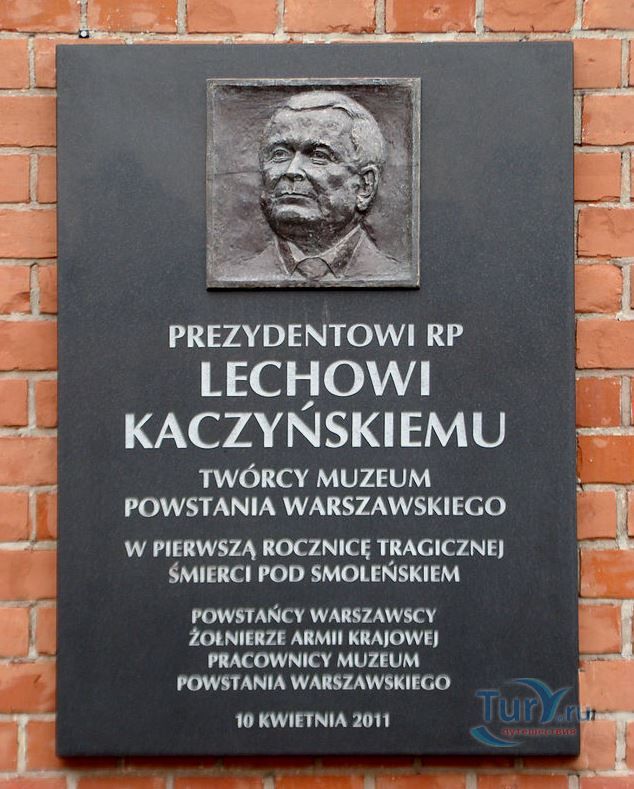 PREZYDENTOWI RP
LECHOWI
KACZYŃSKIEMU
TWÓRCY MUZEUM
POWSTANIA WARSZAWSKIEGO
W PIERWSZĄ ROCZNICĘ TRAGICZNEJ
ŚMIERCI POD SMOLEŃSKIEM
POWSTAŃCY WARSZAWSCY
ŻOŁNIERZE ARMII KRAJOWEJ
PRACOWNICY MUZEUM
POWSTANIA WARSZAWSKIEGO
10 KWIETNIA 2011
TurY.ru
путешествия